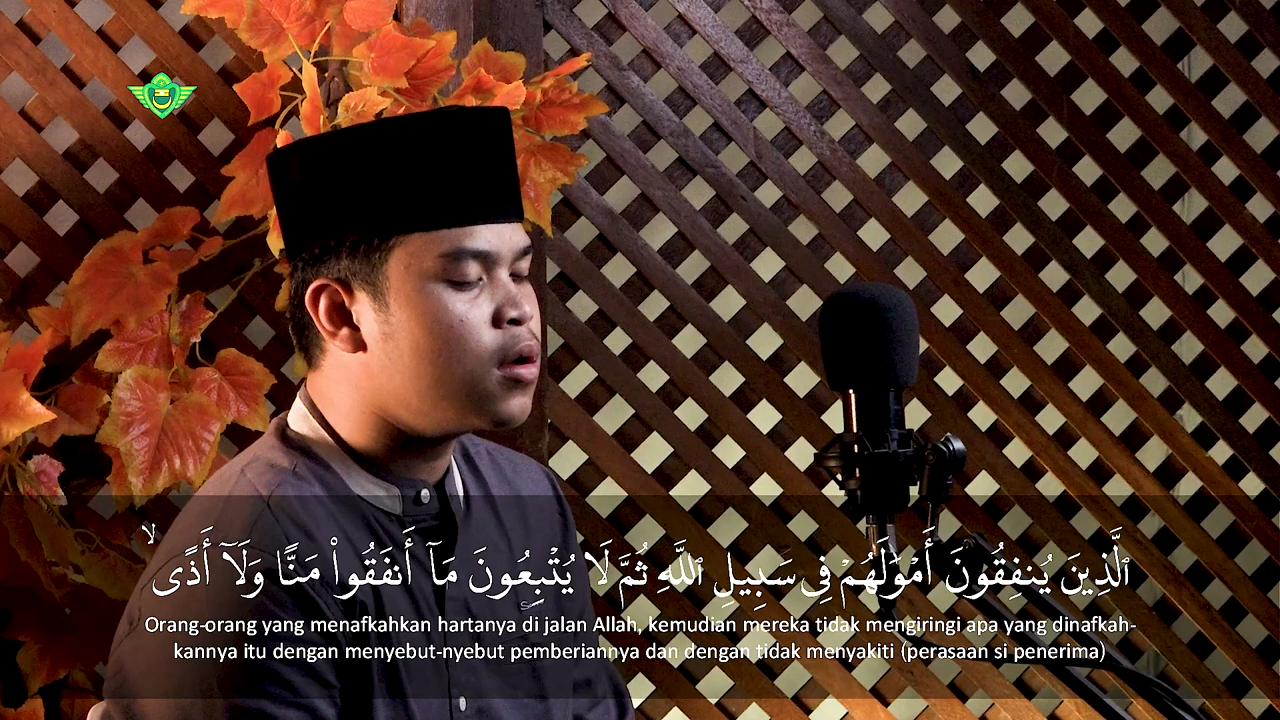 ٱلَّذِينَ يُنفِقُونَ أَمْوَٰلَهُمْ فِى سَبِيلِ ٱللَّهِ ثُمَّ لَا يُتْبِعُونَ مَآ أَنفَقُوا۟ مَنًّا وَلَآ أَذًى ۙ
Orang-orang yang menafkahkan hartanya di jalan Allah, kemudian mereka tidak mengiringi apa yang dinafkah-
kannya itu dengan menyebut-nyebut pemberiannya dan dengan tidak menyakiti (perasaan si penerima)